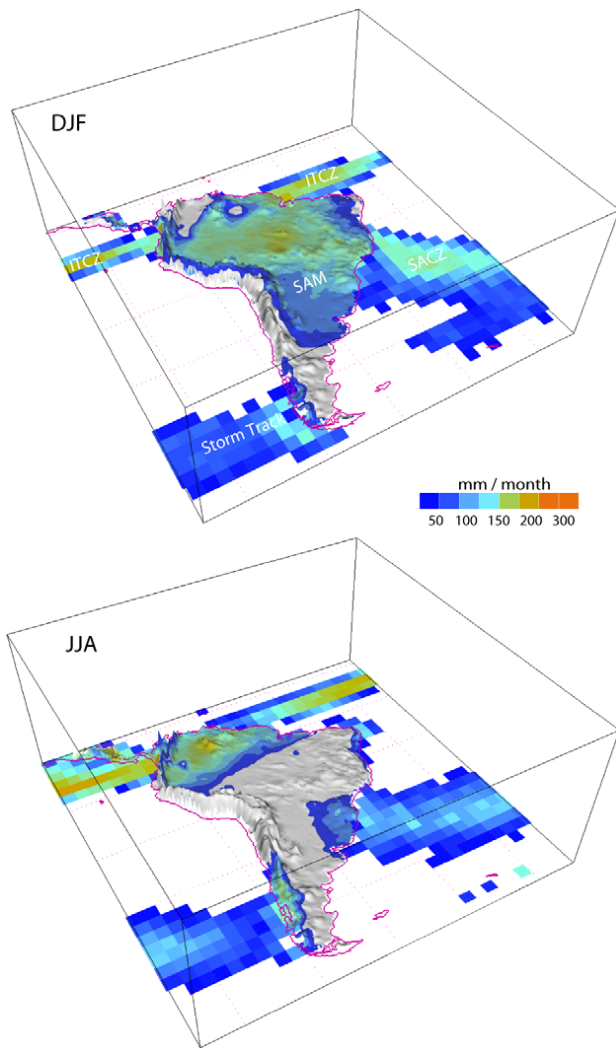 DJF
ITCZ
ITCZ
SACZ
SAM
Storm Track
mm / month
50 100 150 200 300
JJA